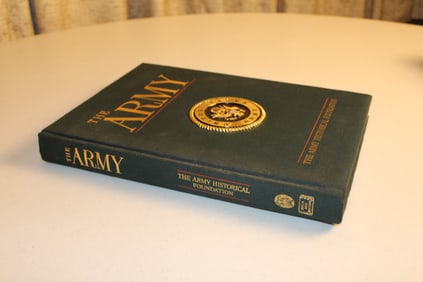 THE
ARMY
THE ARMY HISTORICAL FOUNDATION
THE ARMY
THE ARMY HISTORICAL
FOUNDATION